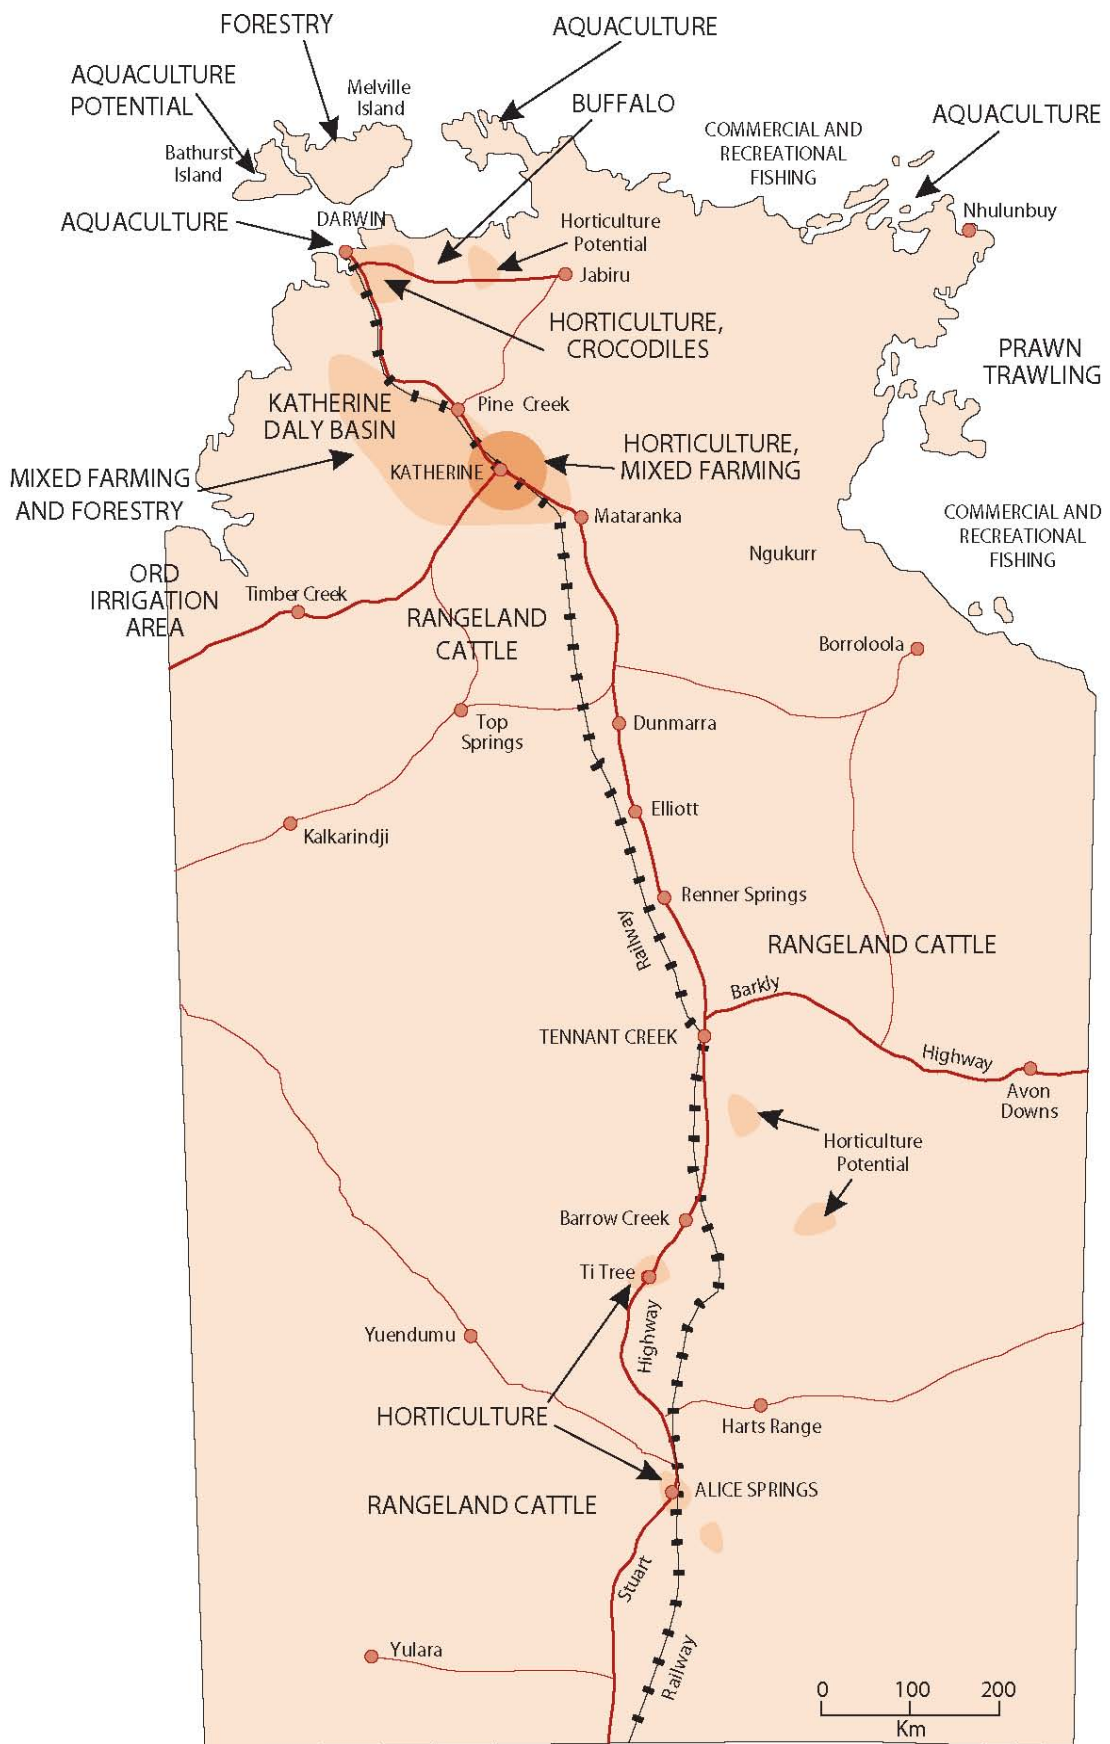 FORESTRY
AQUACULTURE
AQUACULTURE
POTENTIAL
Melville
Island
BUFFALO
AQUACULTURE
COMMERCIAL AND
RECREATIONAL
FISHING
Bathurst
Island
AQUACULTURE
DARWIN
Horticulture
Potential
Nhulunbuy
Jabiru
HORTICULTURE,
CROCODILES
PRAWN
TRAWLING
KATHERINE
DALY BASIN
Pine Creek
HORTICULTURE,
MIXED FARMING
KATHERINE
MIXED FARMING
AND FORESTRY
Mataranka
COMMERCIAL AND
RECREATIONAL
FISHING
Ngukurr
ORD
IRRIGATION
AREA
Timber Creek
RANGELAND
CATTLE
Borroloola
Top
Springs
Dunmarra
Elliott
Kalkarindji
Renner Springs
Railway
RANGELAND CATTLE
Barkly
Highway
TENNANT CREEK
Avon
Downs
Horticulture
Potential
Barrow Creek
Ti Tree
Highway
Yuendumu
HORTICULTURE
Harts Range
ALICE SPRINGS
RANGELAND CATTLE
Stuart
Yulara
Railway
0 100 200
Km